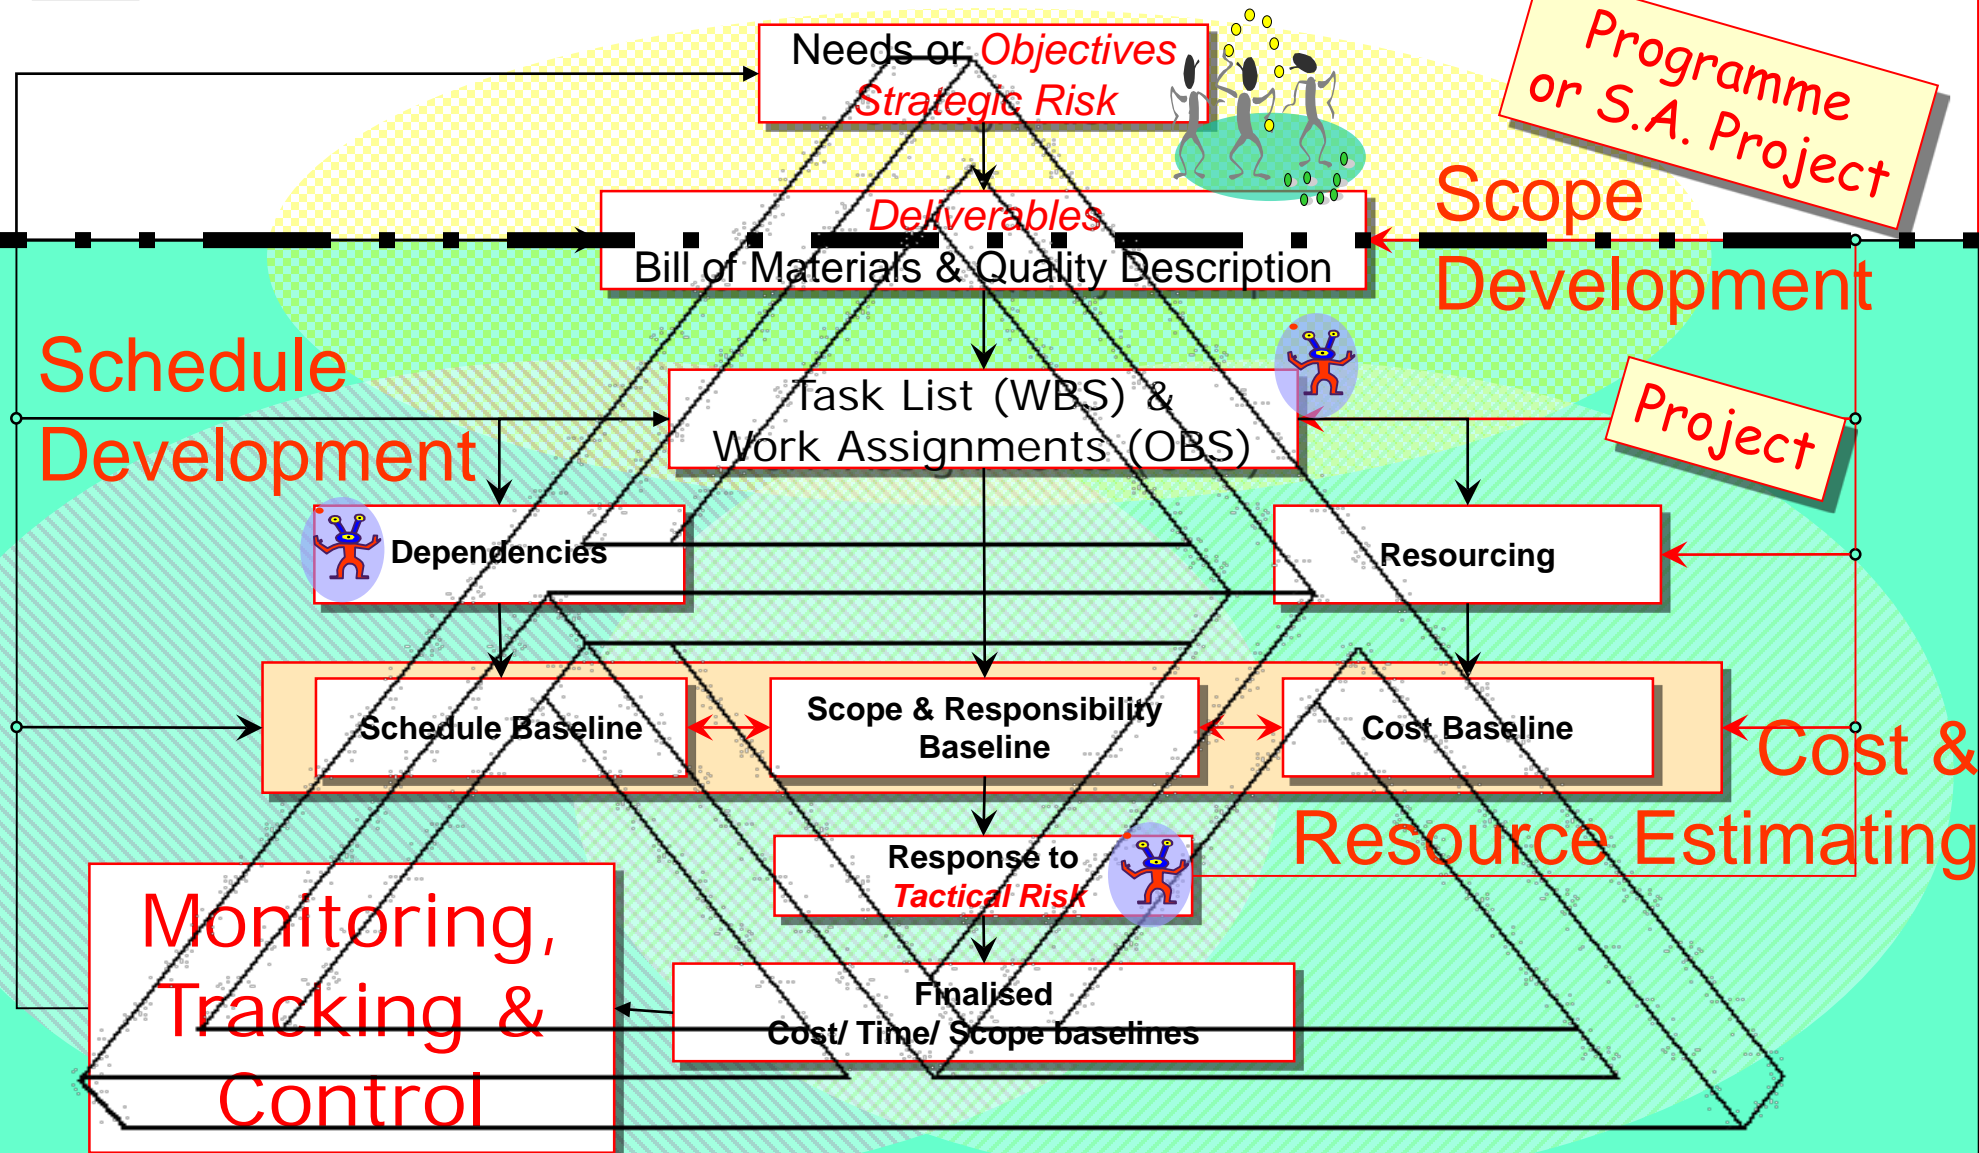 Needs or Objectives
Strategic Risk
Programme
or S.A. Project
Deliverables
Bill of Materials & Quality Description
Scope
Development
Schedule
Development
Task List (WBS) &
Work Assignments (OBS)
Project
Dependencies
Resourcing
Schedule Baseline
Scope & Responsibility
Baseline
Cost Baseline
Cost &
Resource Estimating
Response to
Tactical Risk
Monitoring,
Tracking &
Control
Finalised
Cost/ Time/ Scope baselines